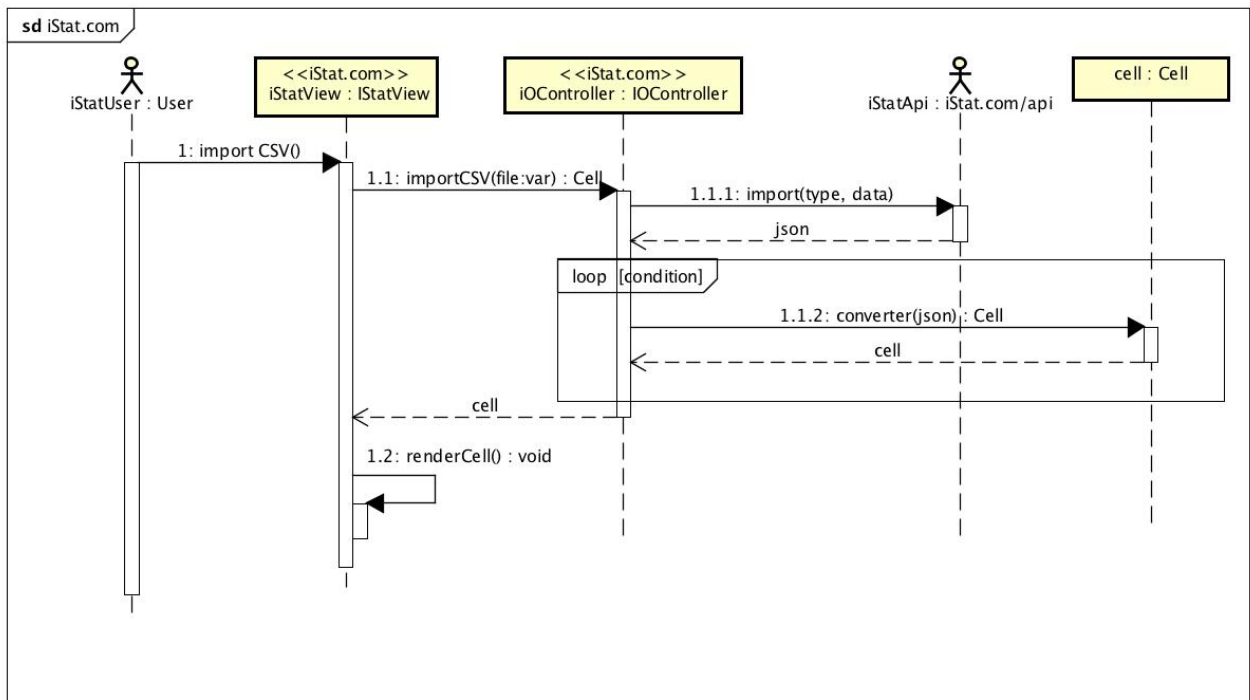 sd iStat.com
<<iStat.com>>
iStatView : IStatView
<<iStat.com>>
iOController : IOController
cell : Cell
iStatUser : User
iStatApi : iStat.com/api
1: import CSV()
1.1: importCSV(file:var) : Cell
1.1.1: import(type, data)
json
loop [condition]
1.1.2: converter(json) : Cell
cell
cell
1.2: renderCell() : void